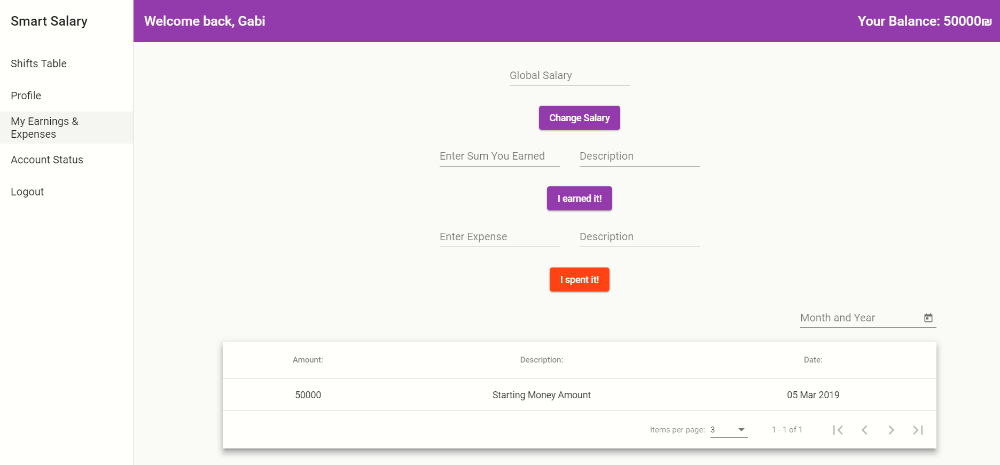 Smart Salary
Welcome back, Gabi
Your Balance: 50000₪
Shifts Table
Profile
My Earnings &
Expenses
Account Status
Logout
Global Salary
Change Salary
Enter Sum You Earned
Description
I earned it!
Enter Expense
Description
I spent it!
Month and Year
Amount:
Description:
Date:
50000
Starting Money Amount
05 Mar 2019
Items per page: 3
1 - 1 of 1